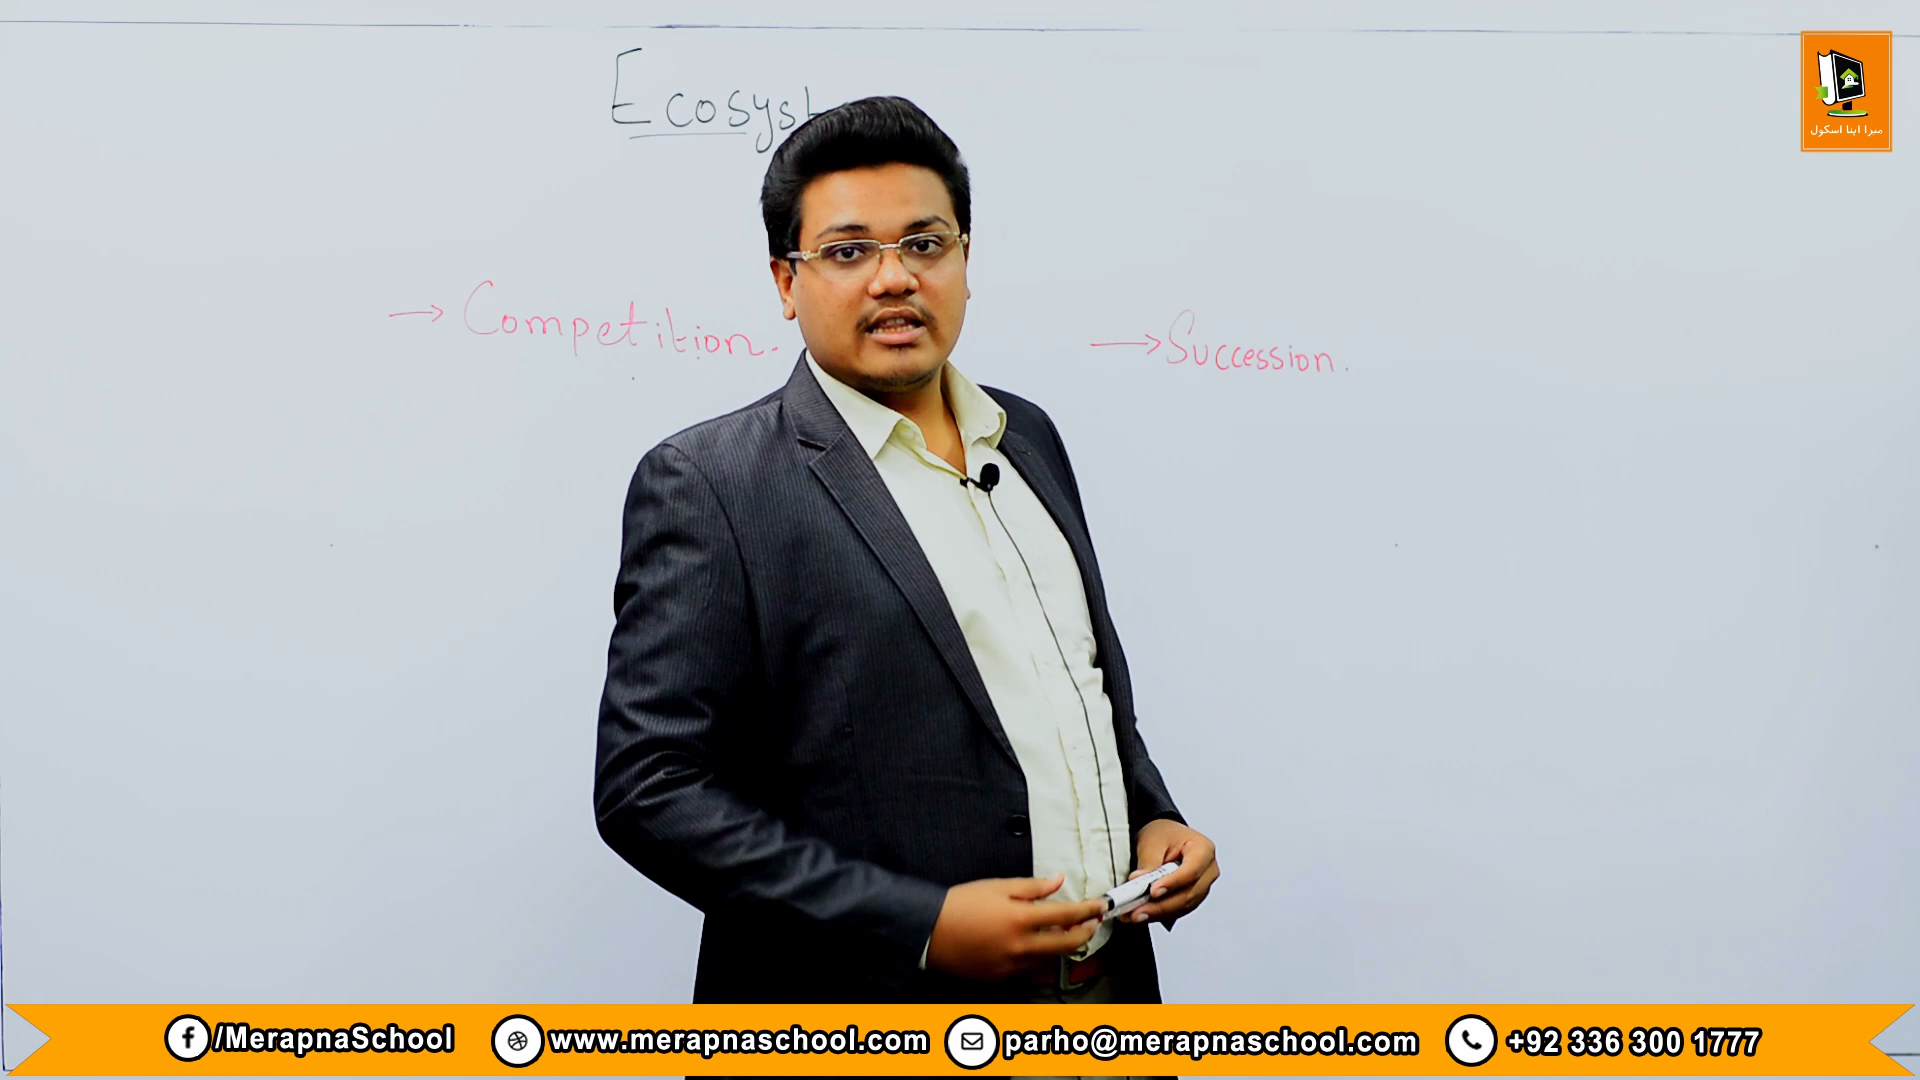 Ecosyst
میرا اپنا اسکول
→ Competition.
→ Succession.
/MerapnaSchool
www.merapnaschool.com
parho@merapnaschool.com
+92 336 300 1777